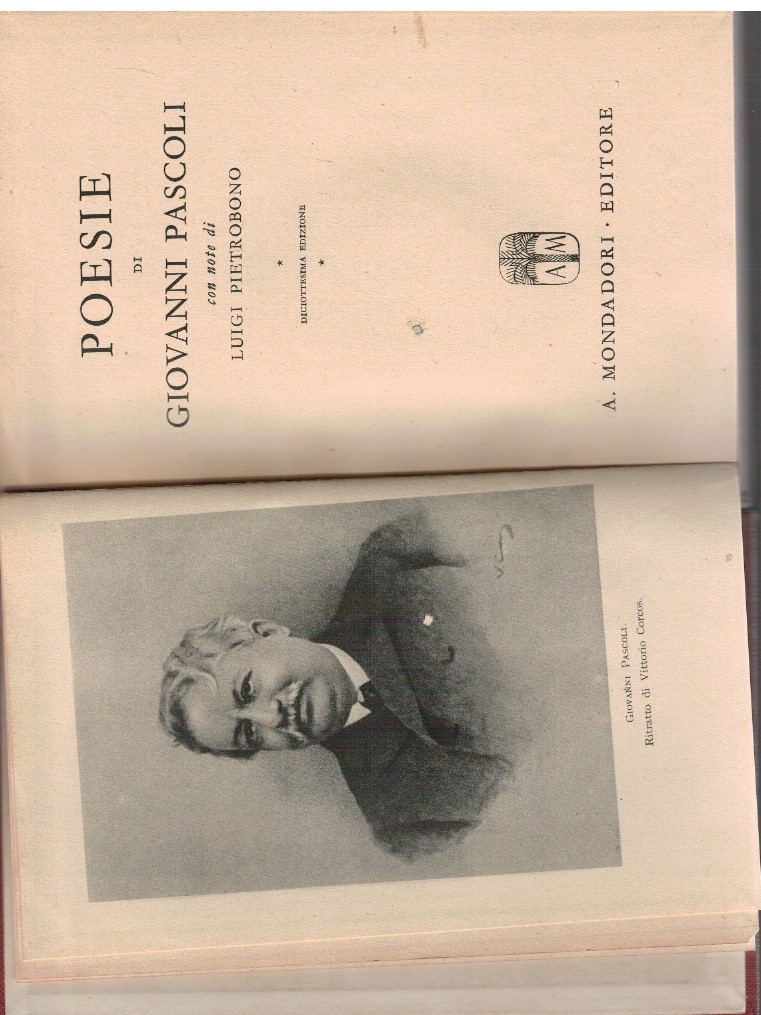 GIOVANNI PASCOLI.
Ritratto di Vittorio Corcos.
POESIE
DI
GIOVANNI PASCOLI
con note di
LUIGI PIETROBONO
*
DICIOTTESIMA EDIZIONE
*
A. MONDADORI · EDITORE